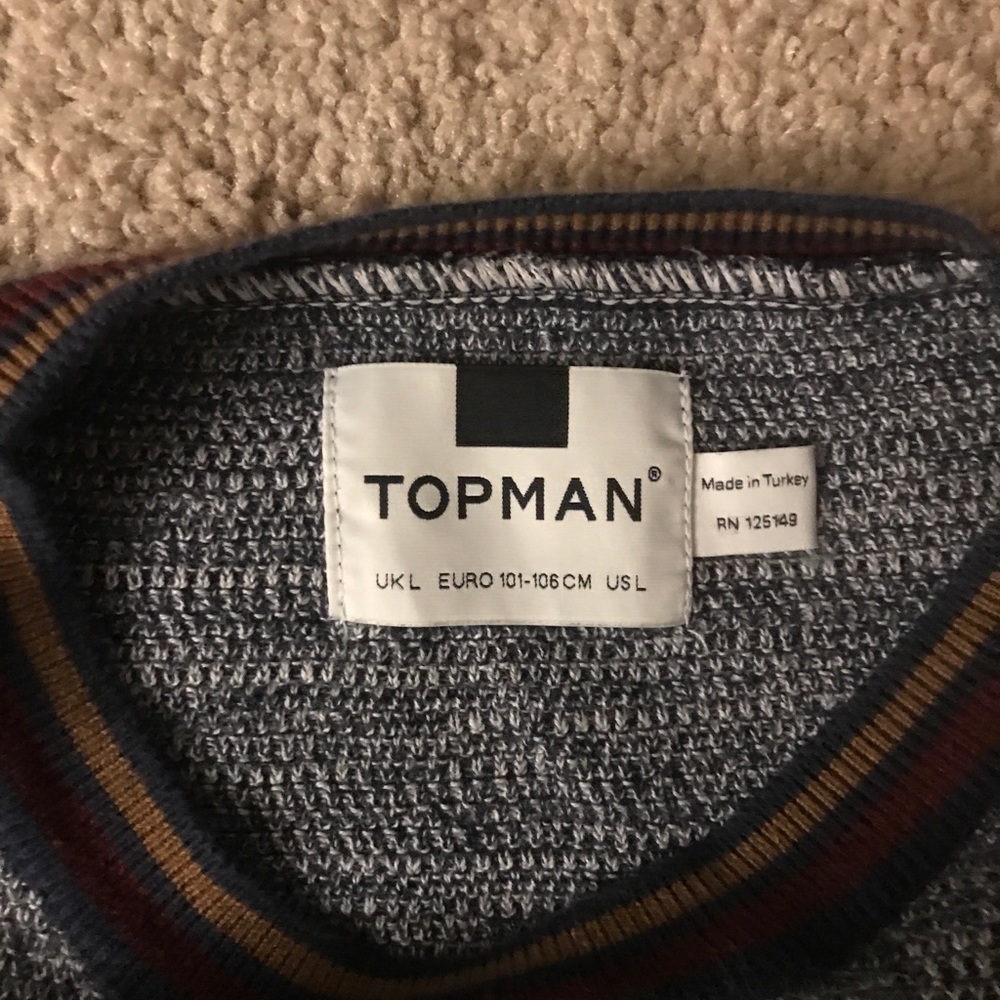 TOPMAN®
UK L EURO 101-106 CM US L
Made in Turkey
RN 125149